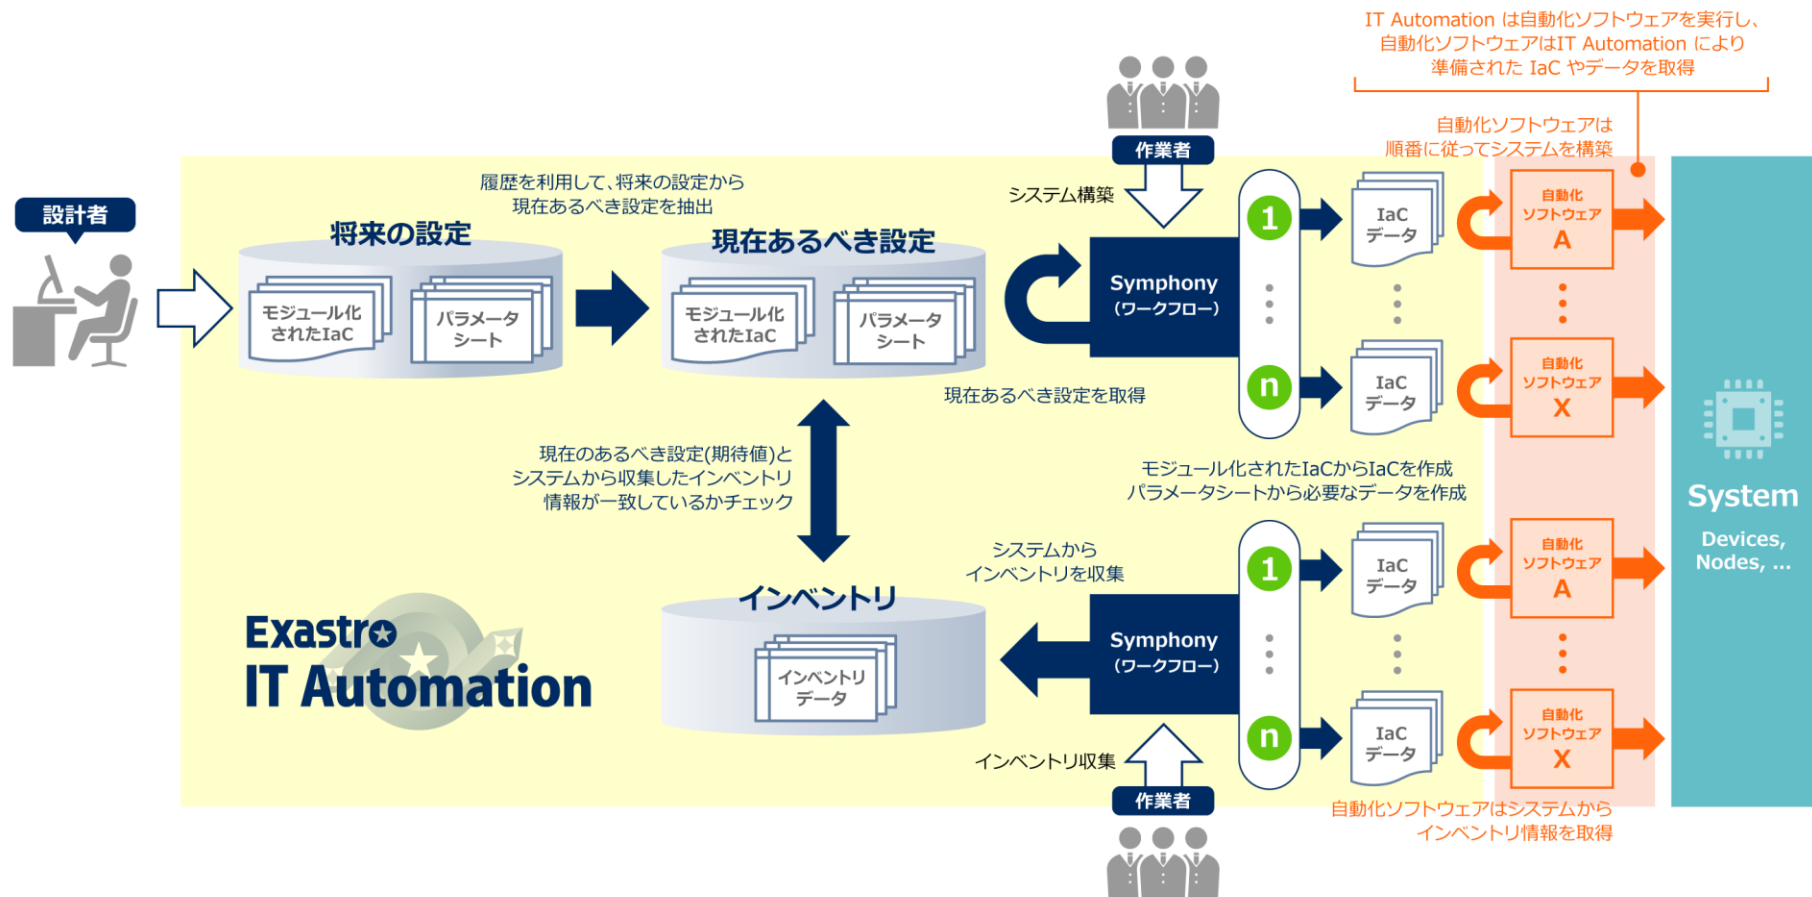 IT Automation は自動化ソフトウェアを実行し、
自動化ソフトウェアはIT Automation により
準備された IaC やデータを取得
自動化ソフトウェアは
順番に従ってシステムを構築
作業者
システム構築
設計者
履歴を利用して、将来の設定から
現在あるべき設定を抽出
将来の設定
モジュール化
されたIaC
パラメータ
シート
現在あるべき設定
モジュール化
されたIaC
パラメータ
シート
Symphony
(ワークフロー)
現在あるべき設定を取得
1
n
IaC
データ
IaC
データ
自動化
ソフトウェア
A
自動化
ソフトウェア
X
System
Devices,
Nodes, ...
現在のあるべき設定(期待値)と
システムから収集したインベントリ
情報が一致しているかチェック
モジュール化されたIaCからIaCを作成
パラメータシートから必要なデータを作成
システムから
インベントリを収集
インベントリ
インベントリ
データ
Symphony
(ワークフロー)
1
n
IaC
データ
IaC
データ
自動化
ソフトウェア
A
自動化
ソフトウェア
X
Exastro
IT Automation
インベントリ収集
作業者
自動化ソフトウェアはシステムから
インベントリ情報を取得